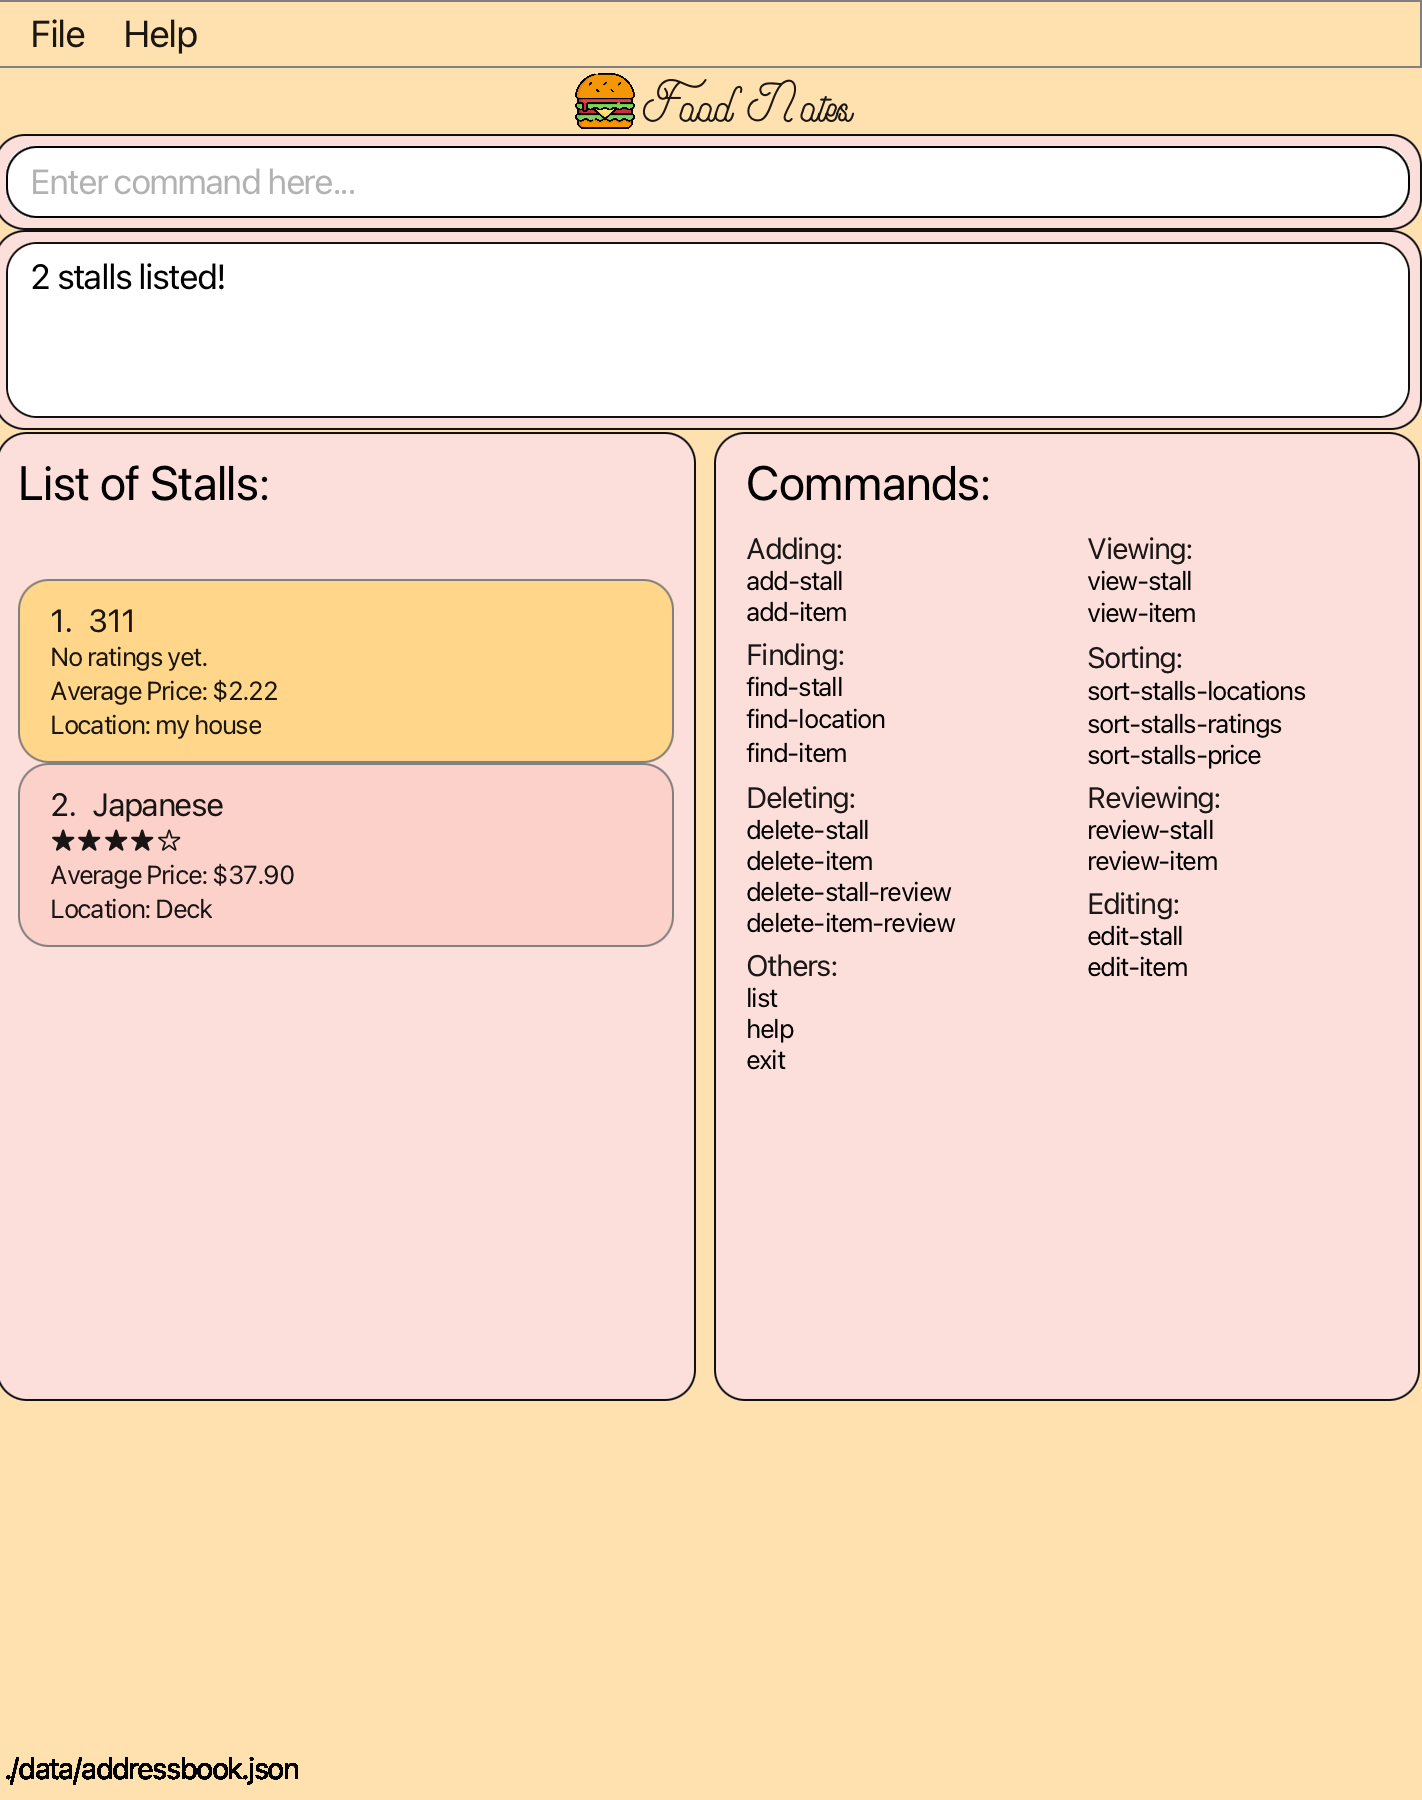 File Help
Food Notes
Enter command here...
2 stalls listed!
List of Stalls:
1. 311
No ratings yet.
Average Price: $2.22
Location: my house
2. Japanese
★★★★☆
Average Price: $37.90
Location: Deck
Commands:
Adding:
add-stall
add-item
Finding:
find-stall
find-location
find-item
Deleting:
delete-stall
delete-item
delete-stall-review
delete-item-review
Others:
list
help
exit
Viewing:
view-stall
view-item
Sorting:
sort-stalls-locations
sort-stalls-ratings
sort-stalls-price
Reviewing:
review-stall
review-item
Editing:
edit-stall
edit-item
./data/addressbook.json